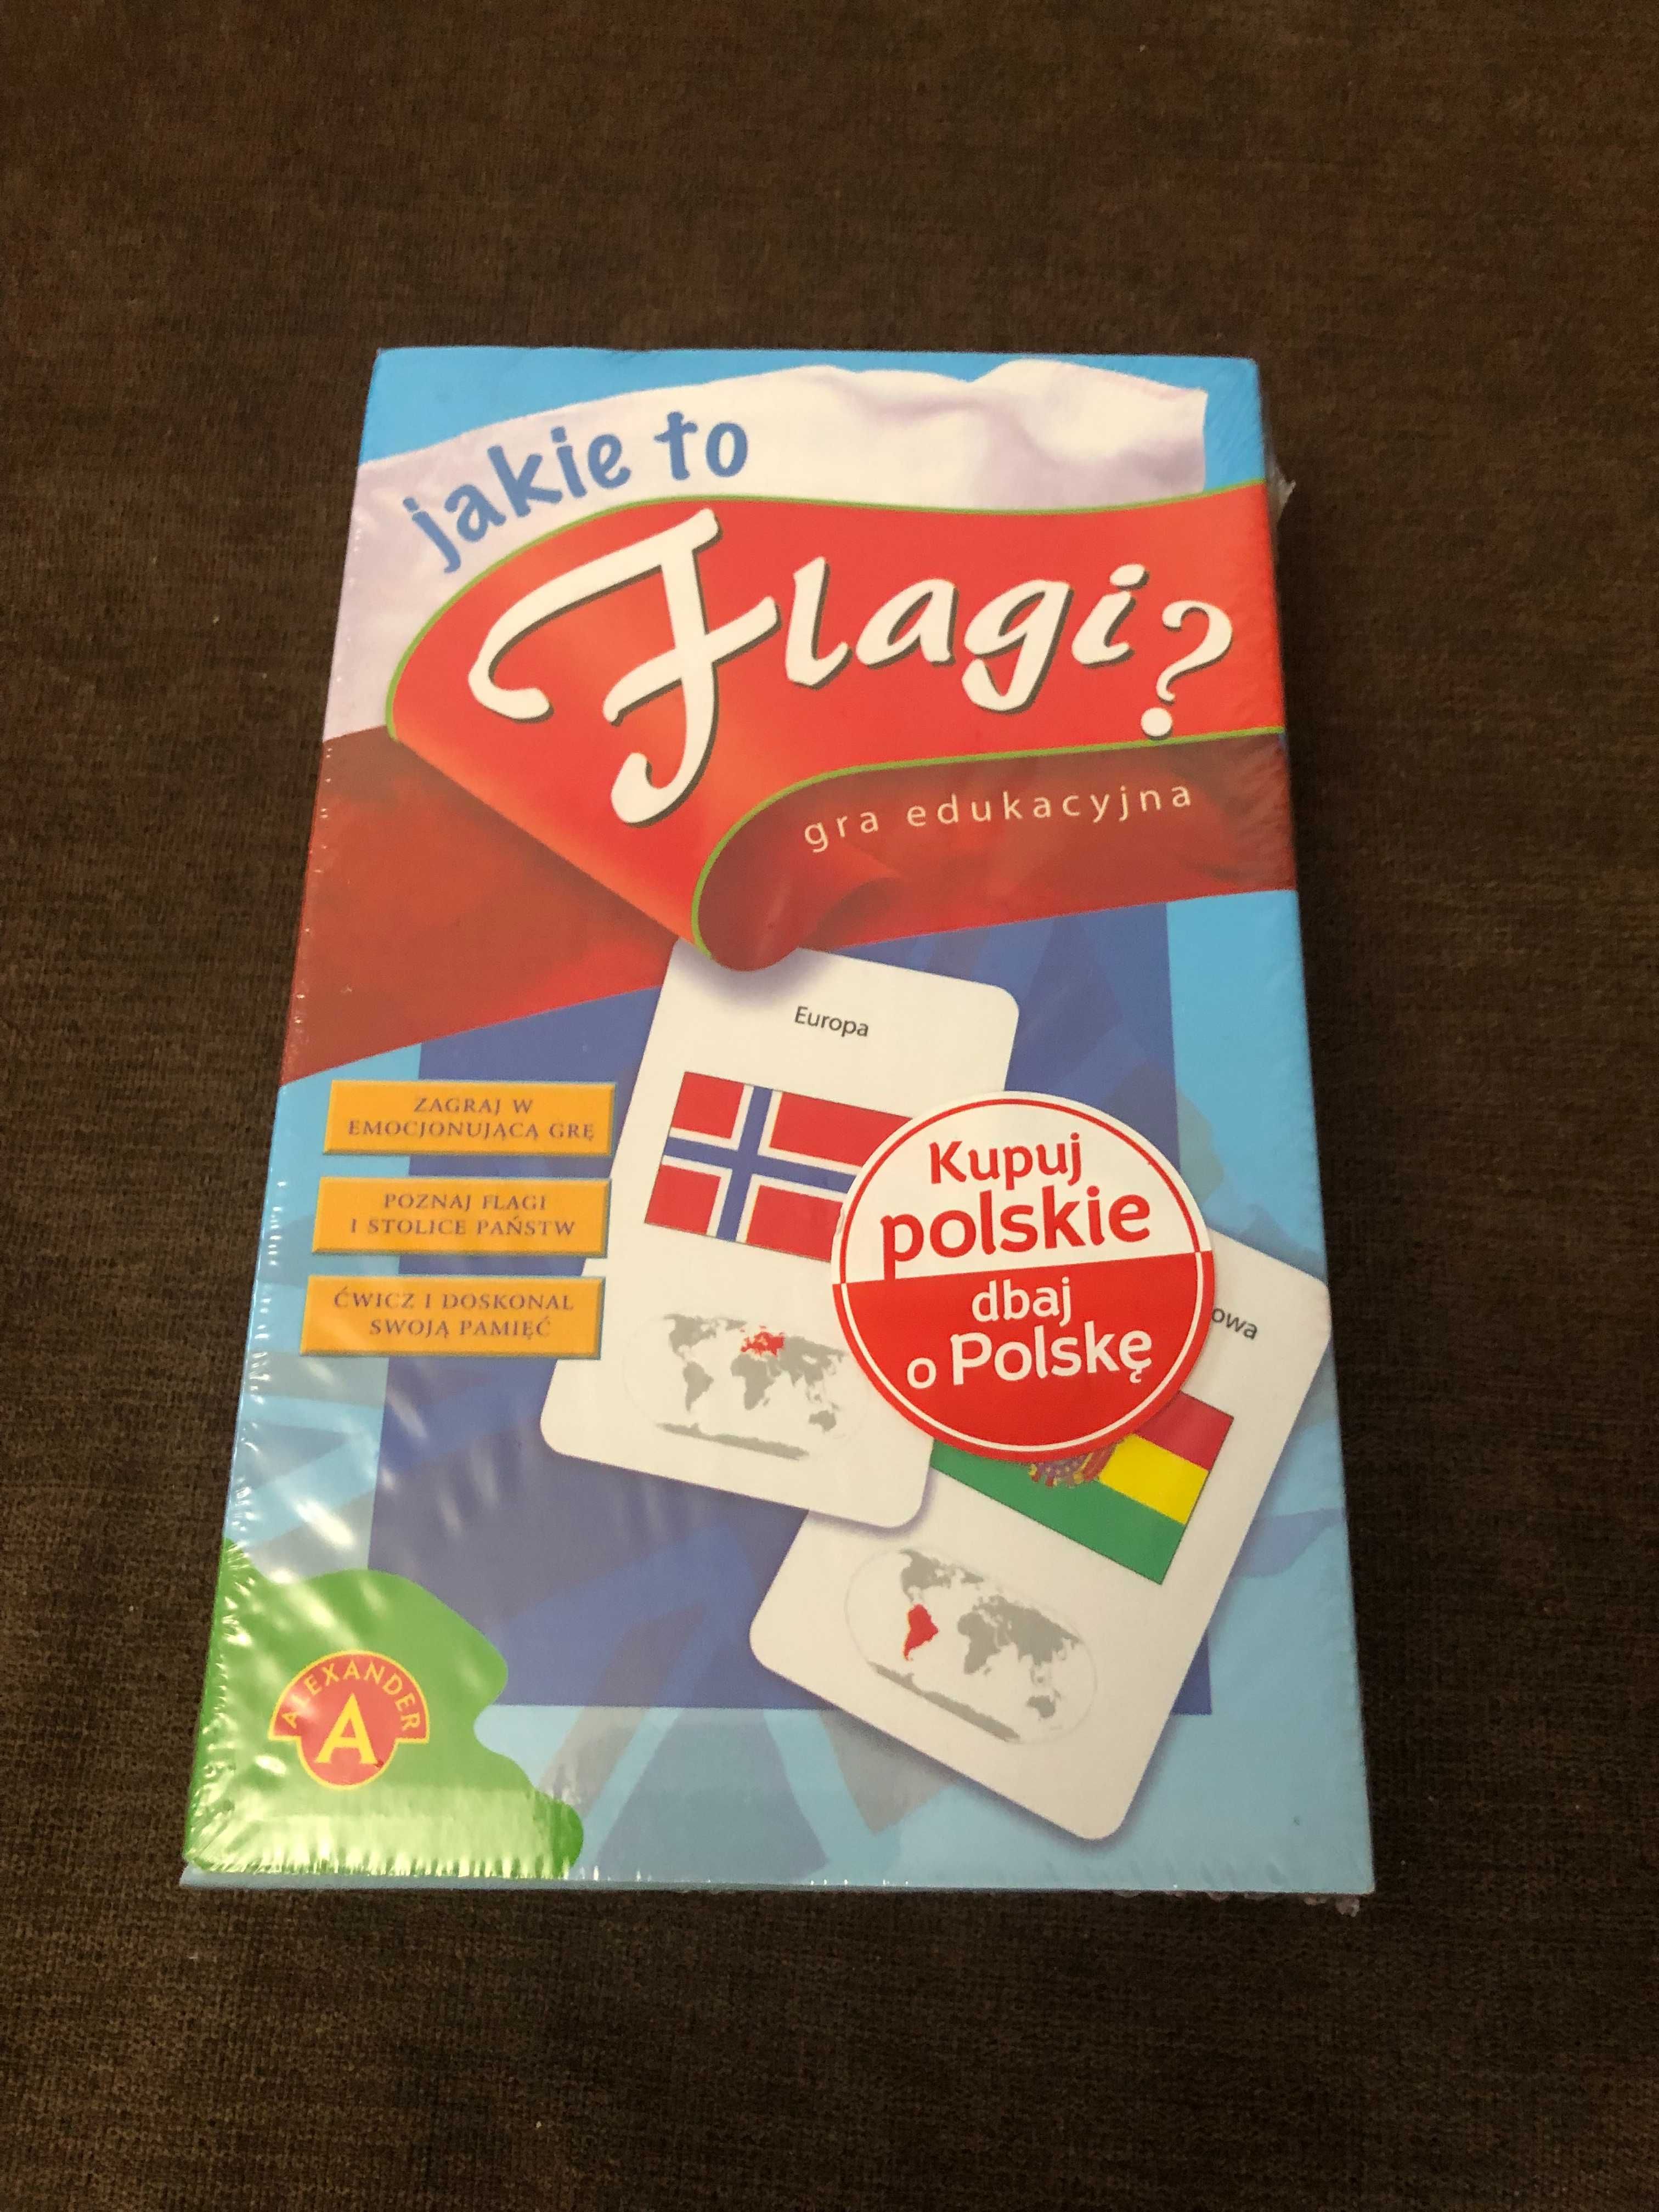 jakie to
Flagi?
gra edukacyjna
Europa
ZAGRAJ W
EMOCJONUJĄCĄ GRĘ
POZNAJ FLAGI
I STOLICE PAŃSTW
ĆWICZ I DOSKONAL
SWOJĄ PAMIĘĆ
Kupuj
polskie
dbaj
o Polskę
owa
ALEXANDER
A